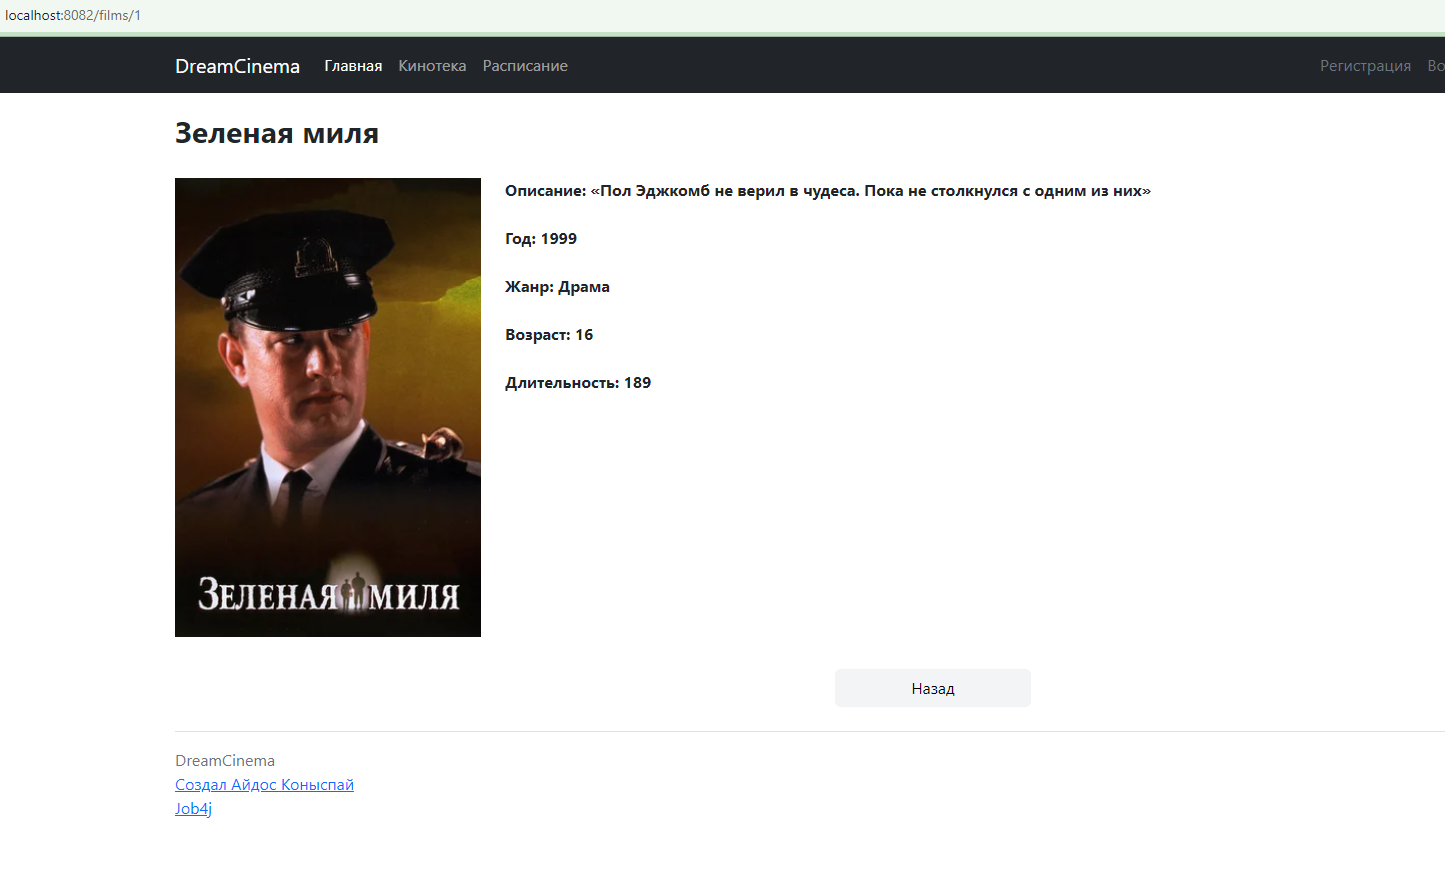 localhost:8082/films/1
DreamCinema Главная Кинотека Расписание Регистрация
Зеленая миля
Описание: «Пол Эджкомб не верил в чудеса. Пока не столкнулся с одним из них»
Год: 1999
Жанр: Драма
Возраст: 16
Длительность: 189
ЗЕЛЕНАЯ МИЛЯ
Назад
DreamCinema
Создал Айдос Коныспай
Job4j